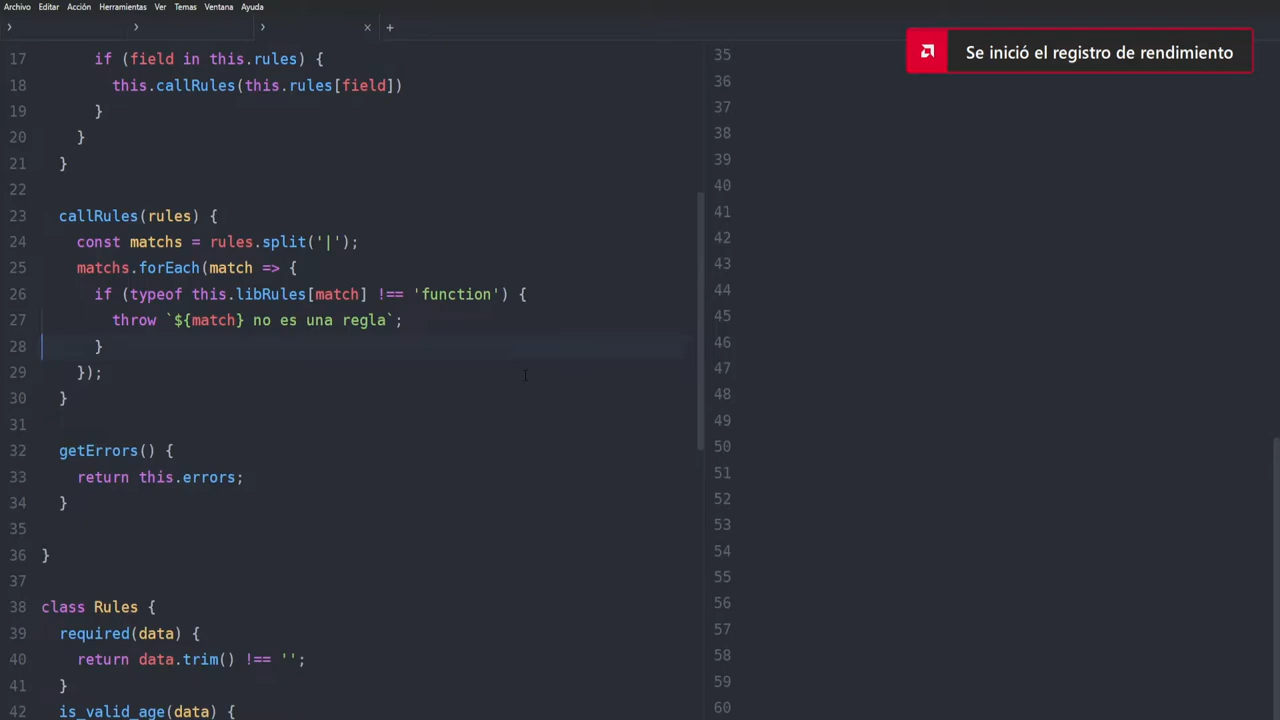 Archivo Editar Acción Herramientas Ver Temas Ventana Ayuda
Se inició el registro de rendimiento
17 if (field in this.rules) {
18 this.callRules(this.rules[field])
19 }
20 }
21 }
22
23 callRules(rules) {
24 const matchs = rules.split('|');
25 matchs.forEach(match => {
26 if (typeof this.libRules[match] !== 'function') {
27 throw `${match} no es una regla`;
28 }
29 });
30 }
31
32 getErrors() {
33 return this.errors;
34 }
35
36 }
37
38 class Rules {
39 required(data) {
40 return data.trim() !== '';
41 }
42 is_valid_age(data) {
35
36
37
38
39
40
41
42
43
44
45
46
47
48
49
50
51
52
53
54
55
56
57
58
59
60